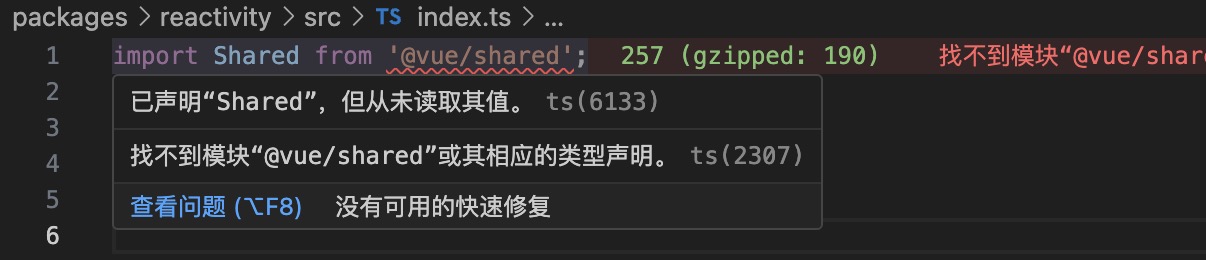 packages > reactivity > src > TS index.ts > ...
1 import Shared from '@vue/shared'; 257 (gzipped: 190) 找不到模块“@vue/share
2 已声明“Shared”，但从未读取其值。 ts(6133)
3
4 找不到模块“@vue/shared”或其相应的类型声明。 ts(2307)
5 查看问题 (⌥F8) 没有可用的快速修复
6